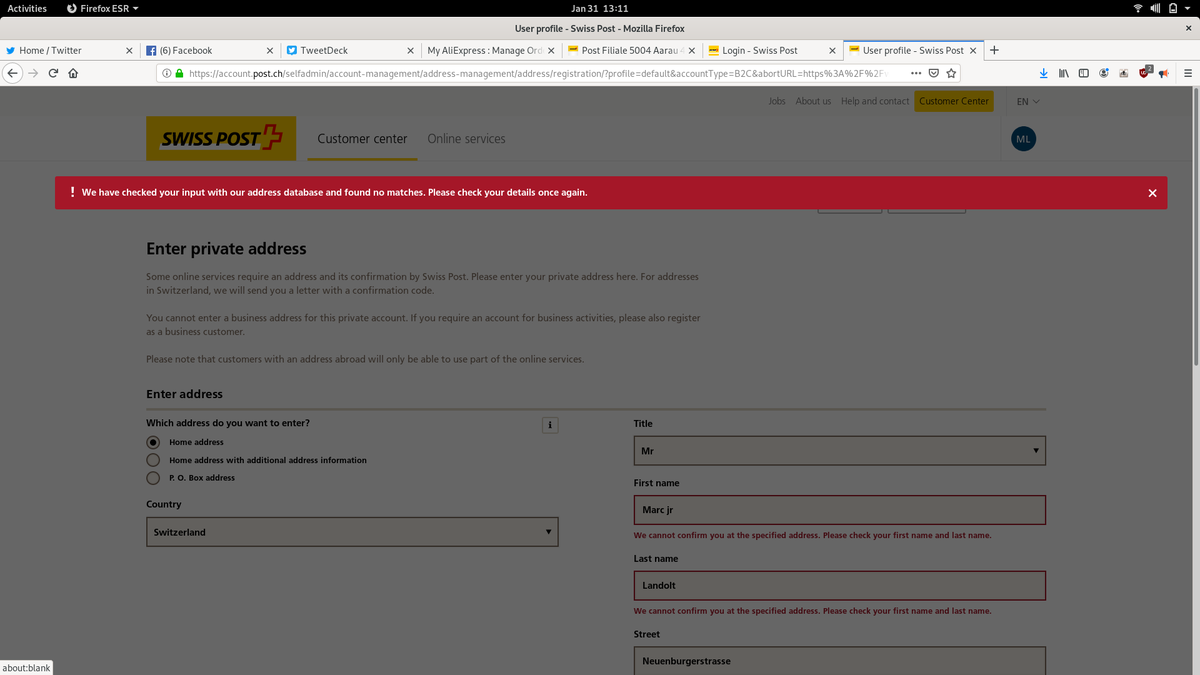 Activities Firefox ESR Jan 31 13:11
User profile - Swiss Post - Mozilla Firefox
Home / Twitter (6) Facebook TweetDeck My AliExpress : Manage Ord Post Filiale 5004 Aarau Login - Swiss Post User profile - Swiss Post
https://account.post.ch/selfadmin/account-management/address-management/address/registration/?profile=default&accountType=B2C&abortURL=https%3A%2F%2F
Jobs About us Help and contact Customer Center EN
SWISS POST Customer center Online services ML
! We have checked your input with our address database and found no matches. Please check your details once again.
Enter private address
Some online services require an address and its confirmation by Swiss Post. Please enter your private address here. For addresses
in Switzerland, we will send you a letter with a confirmation code.
You cannot enter a business address for this private account. If you require an account for business activities, please also register
as a business customer.
Please note that customers with an address abroad will only be able to use part of the online services.
Enter address
Which address do you want to enter? i
Home address
Home address with additional address information
P. O. Box address
Country
Switzerland
Title
Mr
First name
Marc jr
We cannot confirm you at the specified address. Please check your first name and last name.
Last name
Landolt
We cannot confirm you at the specified address. Please check your first name and last name.
Street
Neuenburgerstrasse
about:blank